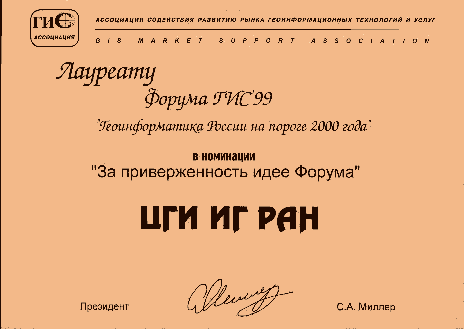 ГИС
АССОЦИАЦИЯ
АССОЦИАЦИЯ СОДЕЙСТВИЯ РАЗВИТИЮ РЫНКА ГЕОИНФОРМАЦИОННЫХ ТЕХНОЛОГИЙ И УСЛУГ
GIS MARKET SUPPORT ASSOCIATION
Лауреату
Форума ГИС'99
"Геоинформатика России на пороге 2000 года"
в номинации
"За приверженность идее Форума"
ЦГИ ИГ РАН
Президент
С.А. Миллер